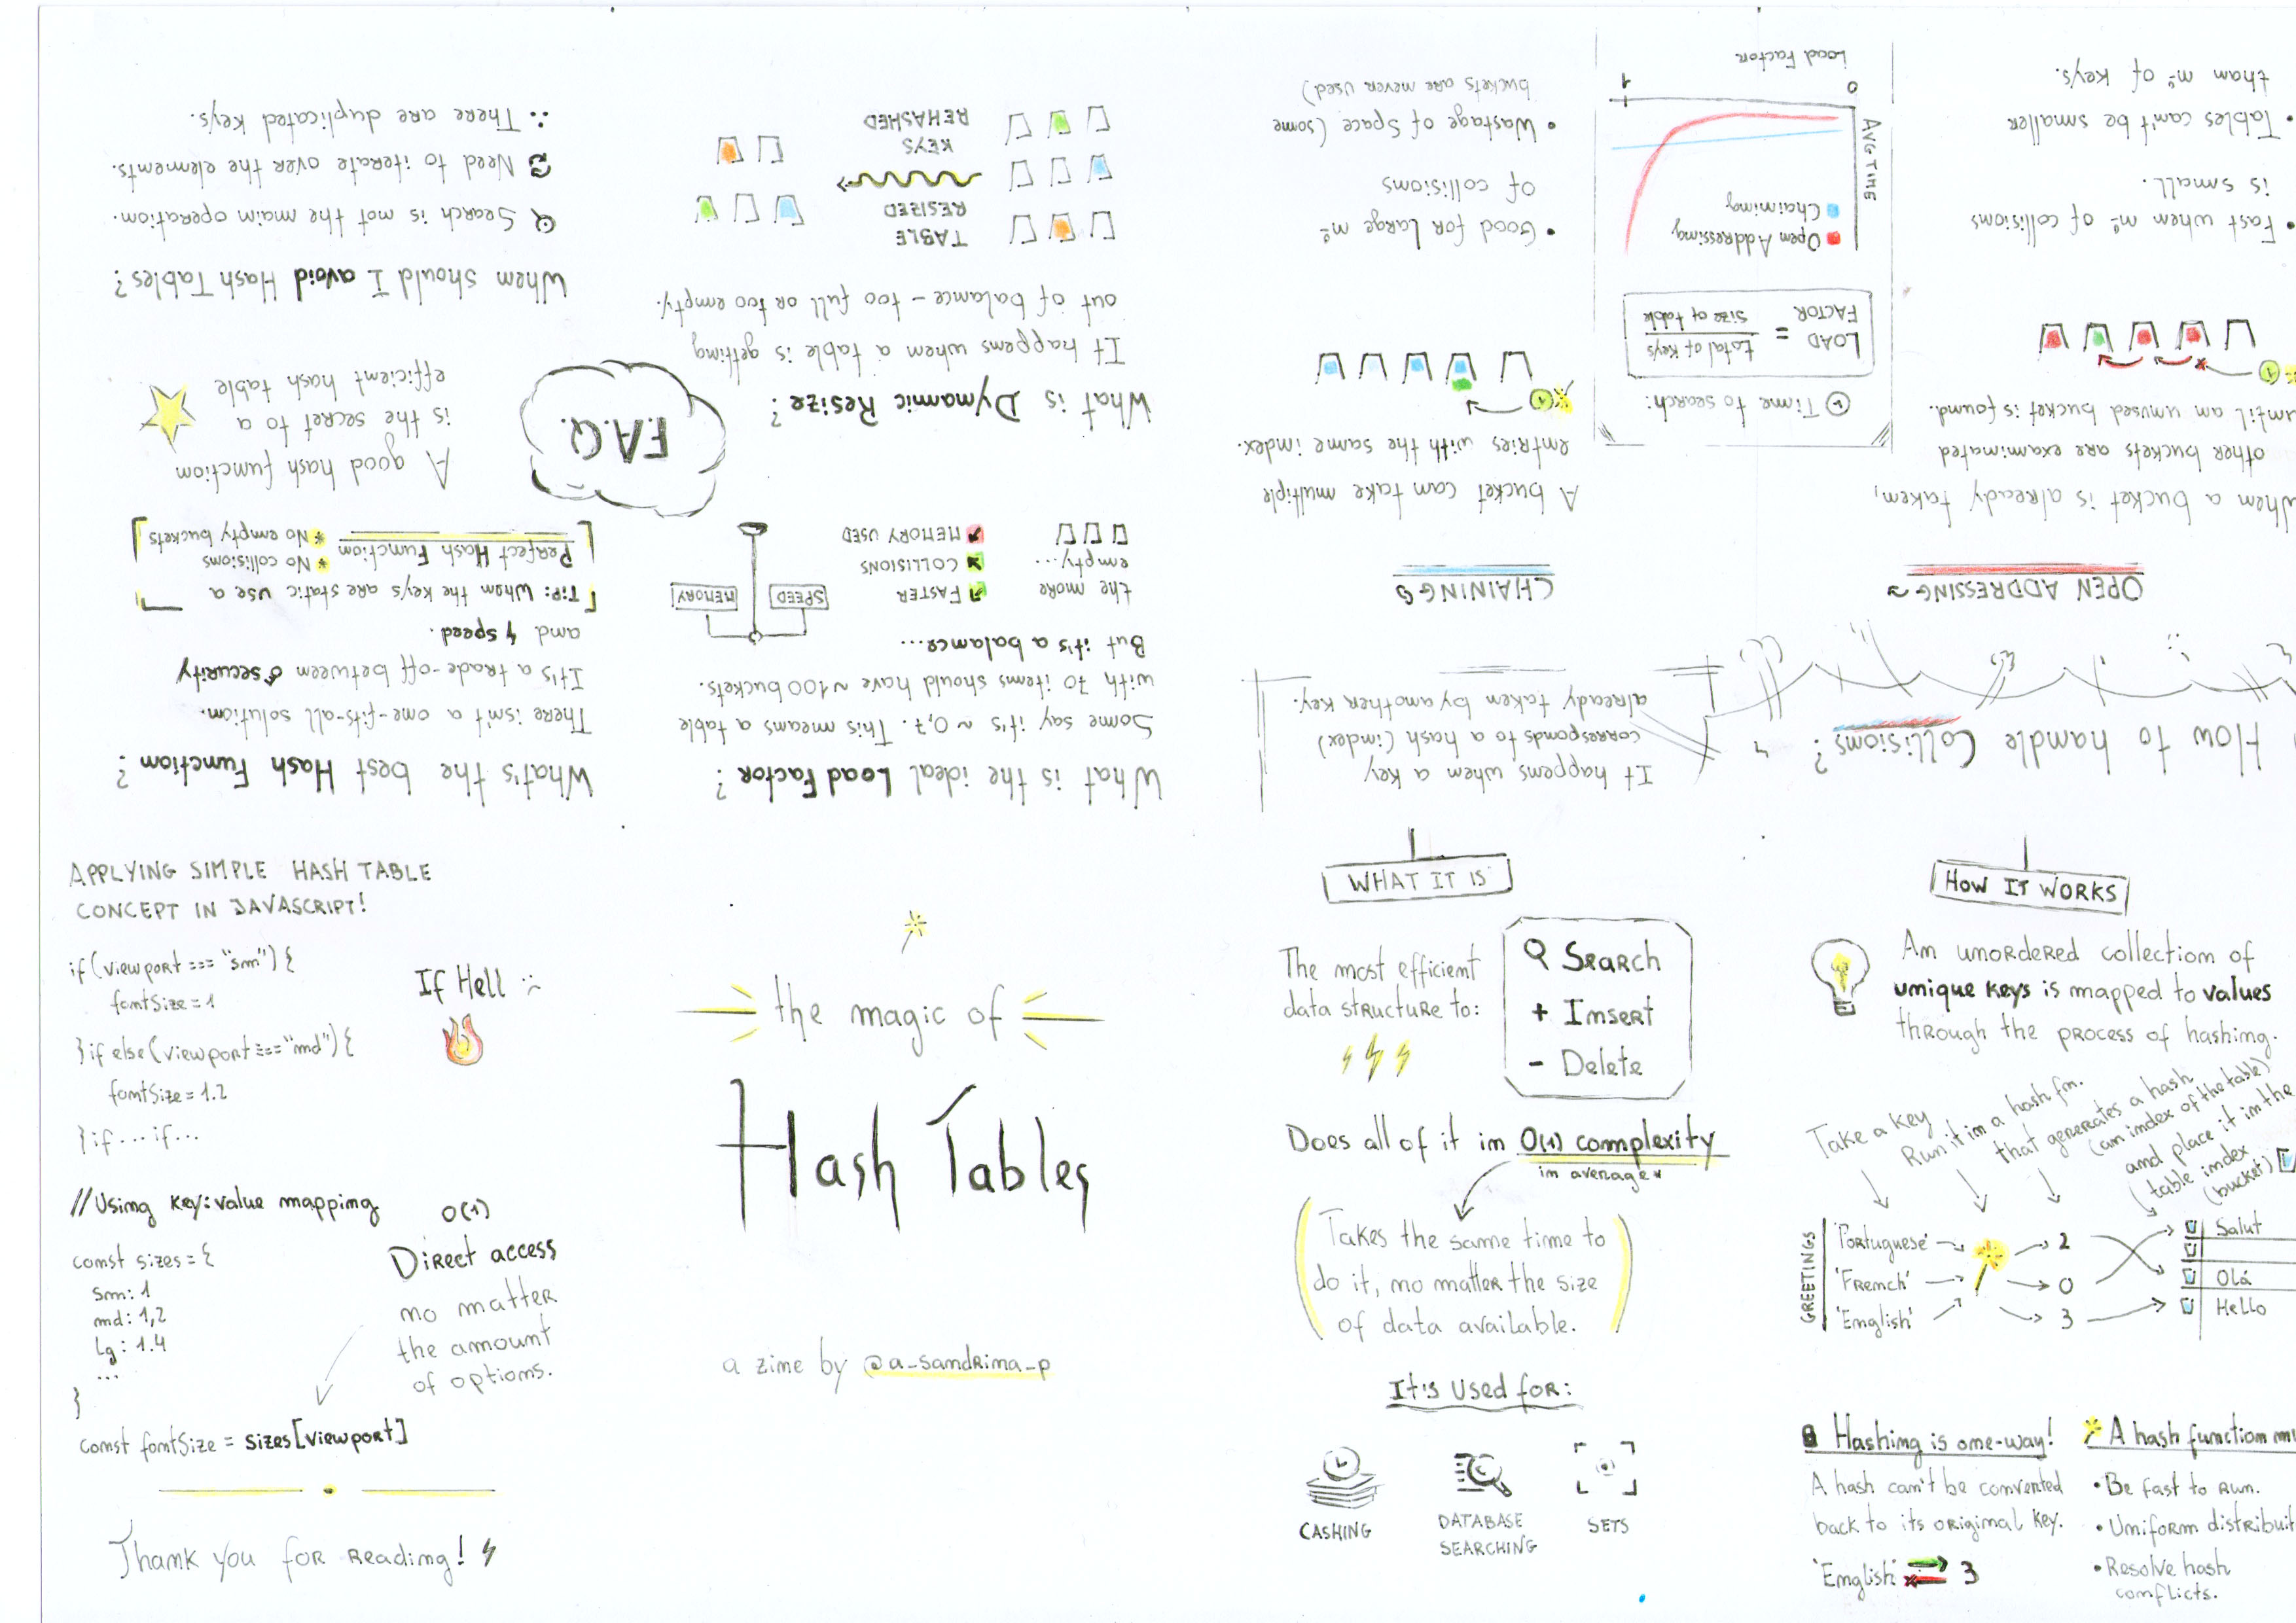 the magic of
Hash Tables
a zine by @a_sandrina_p
WHAT IT IS
The most efficient
data structure to:
Search
+ Insert
- Delete
Does all of it in O(1) complexity
in average*
Takes the same time to
do it, no matter the size
of data available.
It's used for:
CASHING
DATABASE
SEARCHING
SETS
HOW IT WORKS
An unordered collection of
unique keys is mapped to values
through the process of hashing.
Take a key
Run it in a hash fn.
that generates a hash
(an index of the table)
and place it in the
table index
(bucket)
GREETINGS
'Portuguese'
'French'
'English'
2
0
3
Salut
Olá
Hello
Hashing is one-way!
A hash can't be converted
back to its original key.
'English' 3
A hash function
• Be fast to run.
• Uniform
• Resolve hash
conflicts.
How to handle Collisions?
It happens when a key
corresponds to a hash (index)
already taken by another key.
OPEN ADDRESSING
When a bucket is already taken,
other buckets are examinated
until an unused bucket is found.
1
• Fast when nº of collisions
is small.
• Tables can't be smaller
than nº of keys.
CHAINING
A bucket can take multiple
entries with the same index.
1
• Good for large nº
of collisions
• Wastage of Space (some
buckets are never used)
Time to search:
LOAD
FACTOR
=
total of keys
size of table
Open Addressing
Chaining
AVG TIME
0
1
Load Factor
What is the ideal Load Factor?
Some say it's ~ 0,7. This means a table
with 70 items should have ~100 buckets.
But it's a balance...
the more
empty...
FASTER
COLLISIONS
MEMORY USED
SPEED
MEMORY
What is Dynamic Resize?
It happens when a table is getting
out of balance - too full or too empty.
TABLE
RESIZED
KEYS
REHASHED
F.A.Q.
What's the best Hash Function?
There isn't a one-fits-all solution.
It's a trade-off between security
and speed.
TIP: When the keys are static use a
Perfect Hash Function
* No collisions
* No empty buckets
A good hash function
is the secret to a
efficient hash table
When should I avoid Hash Tables?
Search is not the main operation.
Need to iterate over the elements.
There are duplicated keys.
APPLYING SIMPLE HASH TABLE
CONCEPT IN JAVASCRIPT!
if (viewport === "sm") {
fontSize = 1
} if else (viewport === "md") {
fontSize = 1.2
} if ... if ...
If Hell :-
// Using key:value mapping
const sizes = {
sm: 1
md: 1,2
lg: 1.4
...
}
const fontSize = sizes[viewport]
O(1)
Direct access
no matter
the amount
of options.
Thank you for reading!